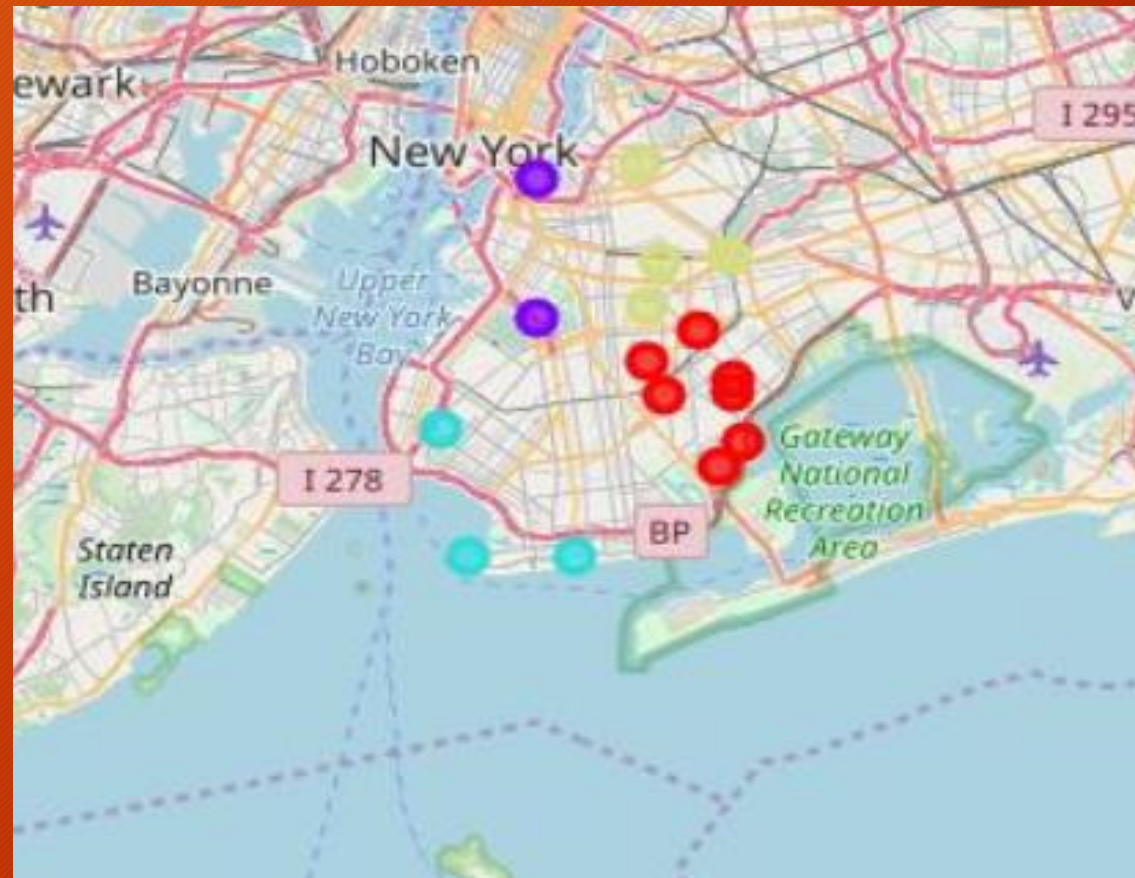 Hoboken
ewark
I 295
New York
Bayonne
th
Upper
New York
Bay
V
Gateway
National
Recreation
Area
I 278
BP
Staten
Island